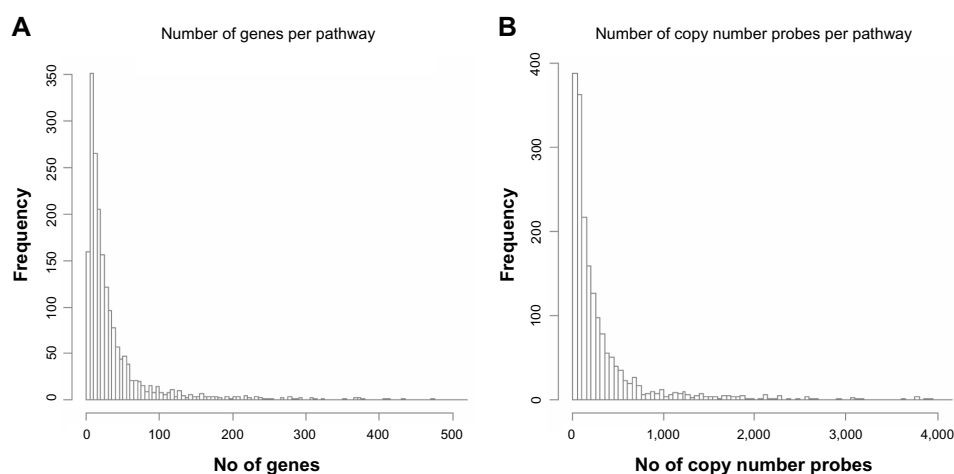 A
Number of genes per pathway
Frequency
350
300
250
200
150
100
50
0
0 100 200 300 400 500
No of genes
B
Number of copy number probes per pathway
Frequency
400
300
200
100
0
0 1,000 2,000 3,000 4,000
No of copy number probes